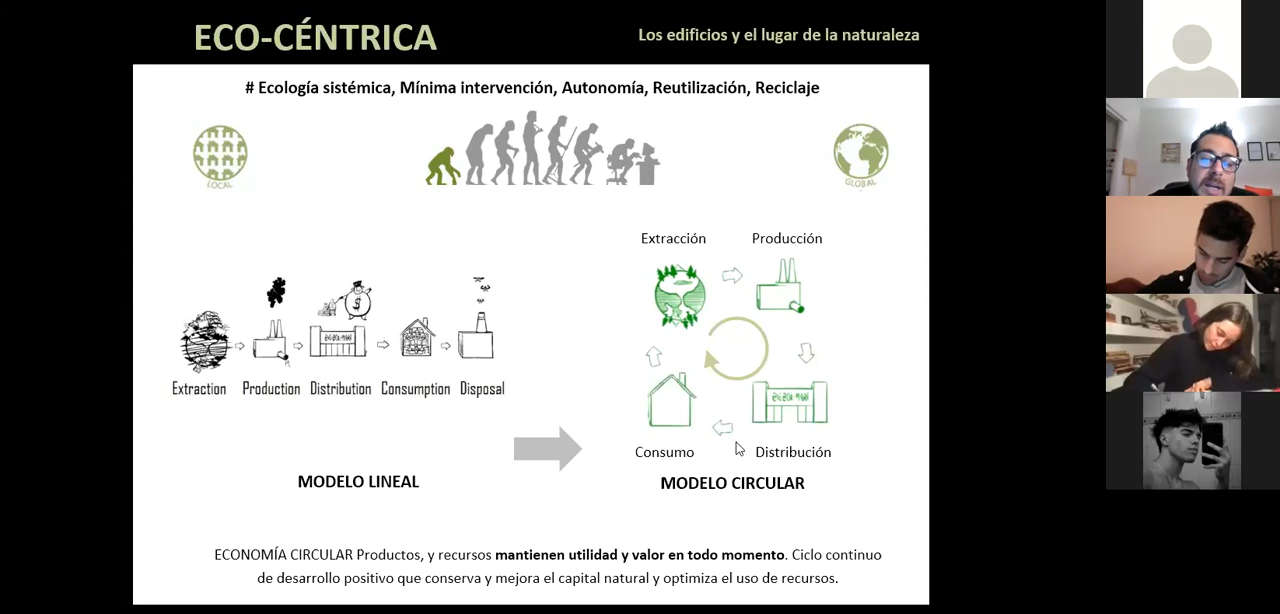 ECO-CÉNTRICA
Los edificios y el lugar de la naturaleza
# Ecología sistémica, Mínima intervención, Autonomía, Reutilización, Reciclaje
LOCAL
GLOBAL
Extracción
Producción
Extraction
Production
Distribution
Consumption
Disposal
Consumo
Distribución
MODELO LINEAL
MODELO CIRCULAR
ECONOMÍA CIRCULAR Productos, y recursos mantienen utilidad y valor en todo momento. Ciclo continuo
de desarrollo positivo que conserva y mejora el capital natural y optimiza el uso de recursos.